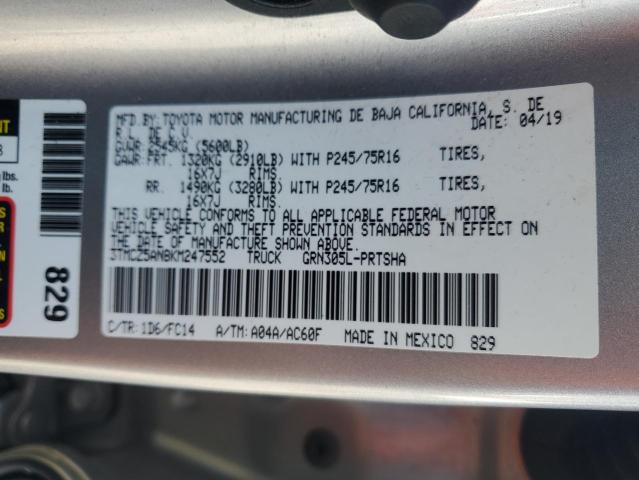 MFD.BY:TOYOTA MOTOR MANUFACTURING DE BAJA CALIFORNIA, S. DE
R.L. DE C.V. DATE: 04/19
GVWR 2545KG (5600LB)
GAWR:FRT. 1320KG (2910LB) WITH P245/75R16 TIRES,
16X7J RIMS.
RR. 1490KG (3280LB) WITH P245/75R16 TIRES,
16X7J RIMS.
THIS VEHICLE CONFORMS TO ALL APPLICABLE FEDERAL MOTOR
VEHICLE SAFETY AND THEFT PREVENTION STANDARDS IN EFFECT ON
THE DATE OF MANUFACTURE SHOWN ABOVE.
3TMCZ5AN8KM247552 TRUCK GRN305L-PRTSHA
C/TR:1D6/FC14 A/TM:A04A/AC60F MADE IN MEXICO 829
lbs.
lb.
829